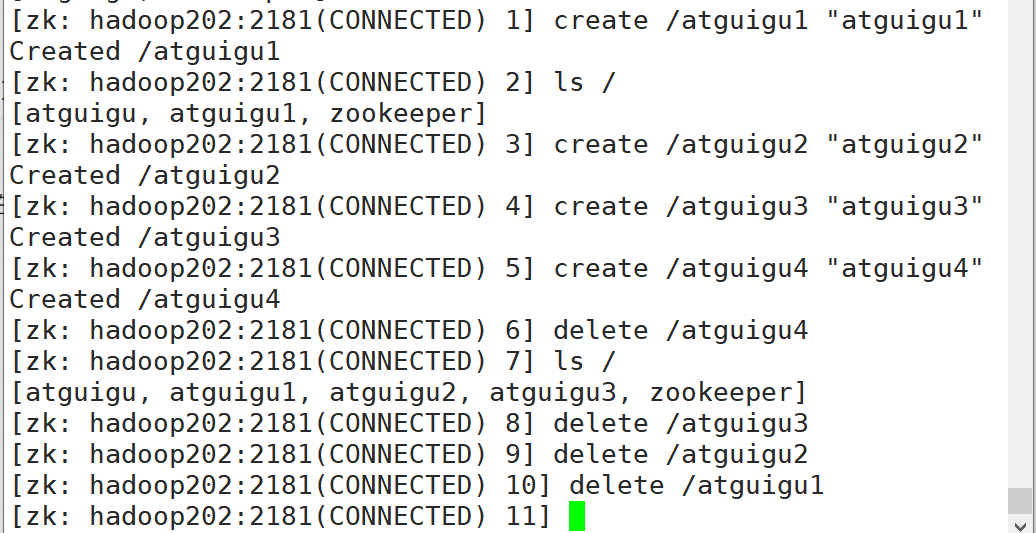 [zk: hadoop202:2181(CONNECTED) 1] create /atguigu1 "atguigu1"
Created /atguigu1
[zk: hadoop202:2181(CONNECTED) 2] ls /
[atguigu, atguigu1, zookeeper]
[zk: hadoop202:2181(CONNECTED) 3] create /atguigu2 "atguigu2"
Created /atguigu2
[zk: hadoop202:2181(CONNECTED) 4] create /atguigu3 "atguigu3"
Created /atguigu3
[zk: hadoop202:2181(CONNECTED) 5] create /atguigu4 "atguigu4"
Created /atguigu4
[zk: hadoop202:2181(CONNECTED) 6] delete /atguigu4
[zk: hadoop202:2181(CONNECTED) 7] ls /
[atguigu, atguigu1, atguigu2, atguigu3, zookeeper]
[zk: hadoop202:2181(CONNECTED) 8] delete /atguigu3
[zk: hadoop202:2181(CONNECTED) 9] delete /atguigu2
[zk: hadoop202:2181(CONNECTED) 10] delete /atguigu1
[zk: hadoop202:2181(CONNECTED) 11]